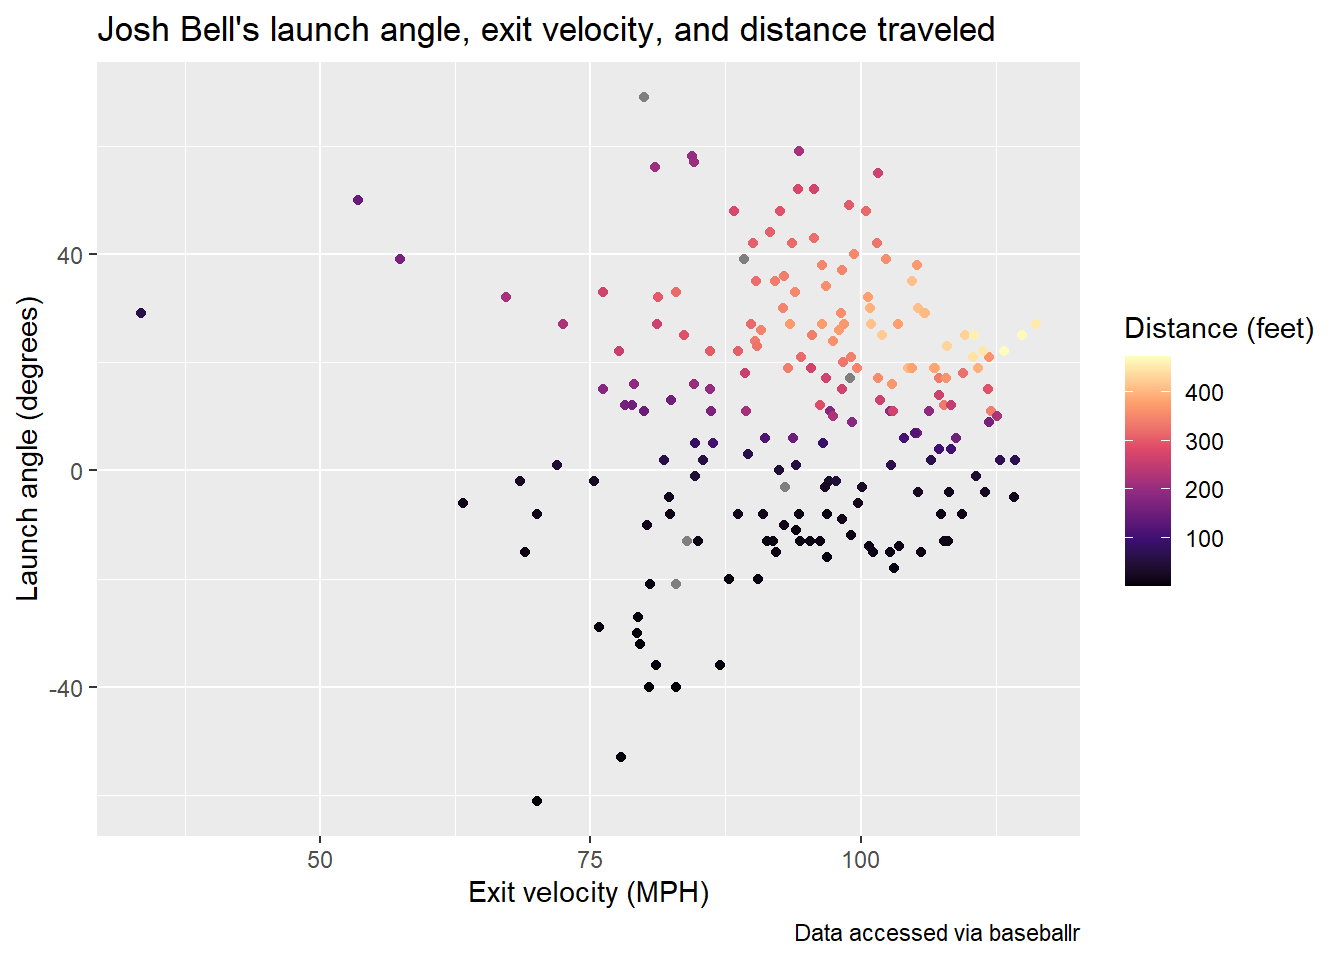 Josh Bell's launch angle, exit velocity, and distance traveled
Launch angle (degrees)
40
0
-40
50
75
100
Exit velocity (MPH)
Distance (feet)
400
300
200
100
Data accessed via baseballr